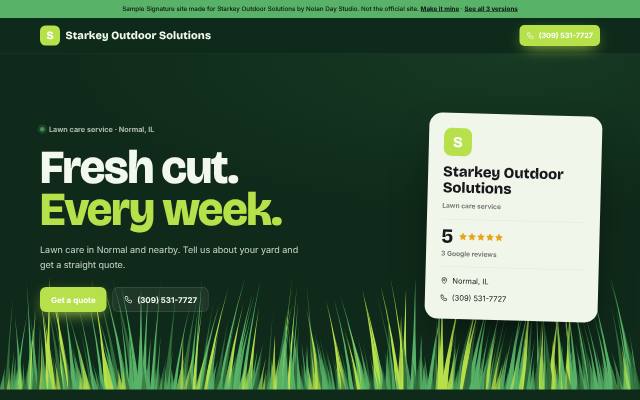 Sample Signature site made for Starkey Outdoor Solutions by Nolan Day Studio. Not the official site. Make it mine · See all 3 versions
S Starkey Outdoor Solutions
(309) 531-7727
Lawn care service · Normal, IL
Fresh cut.
Every week.
Lawn care in Normal and nearby. Tell us about your yard and
get a straight quote.
Get a quote
(309) 531-7727
S
Starkey Outdoor
Solutions
Lawn care service
5
3 Google reviews
Normal, IL
(309) 531-7727